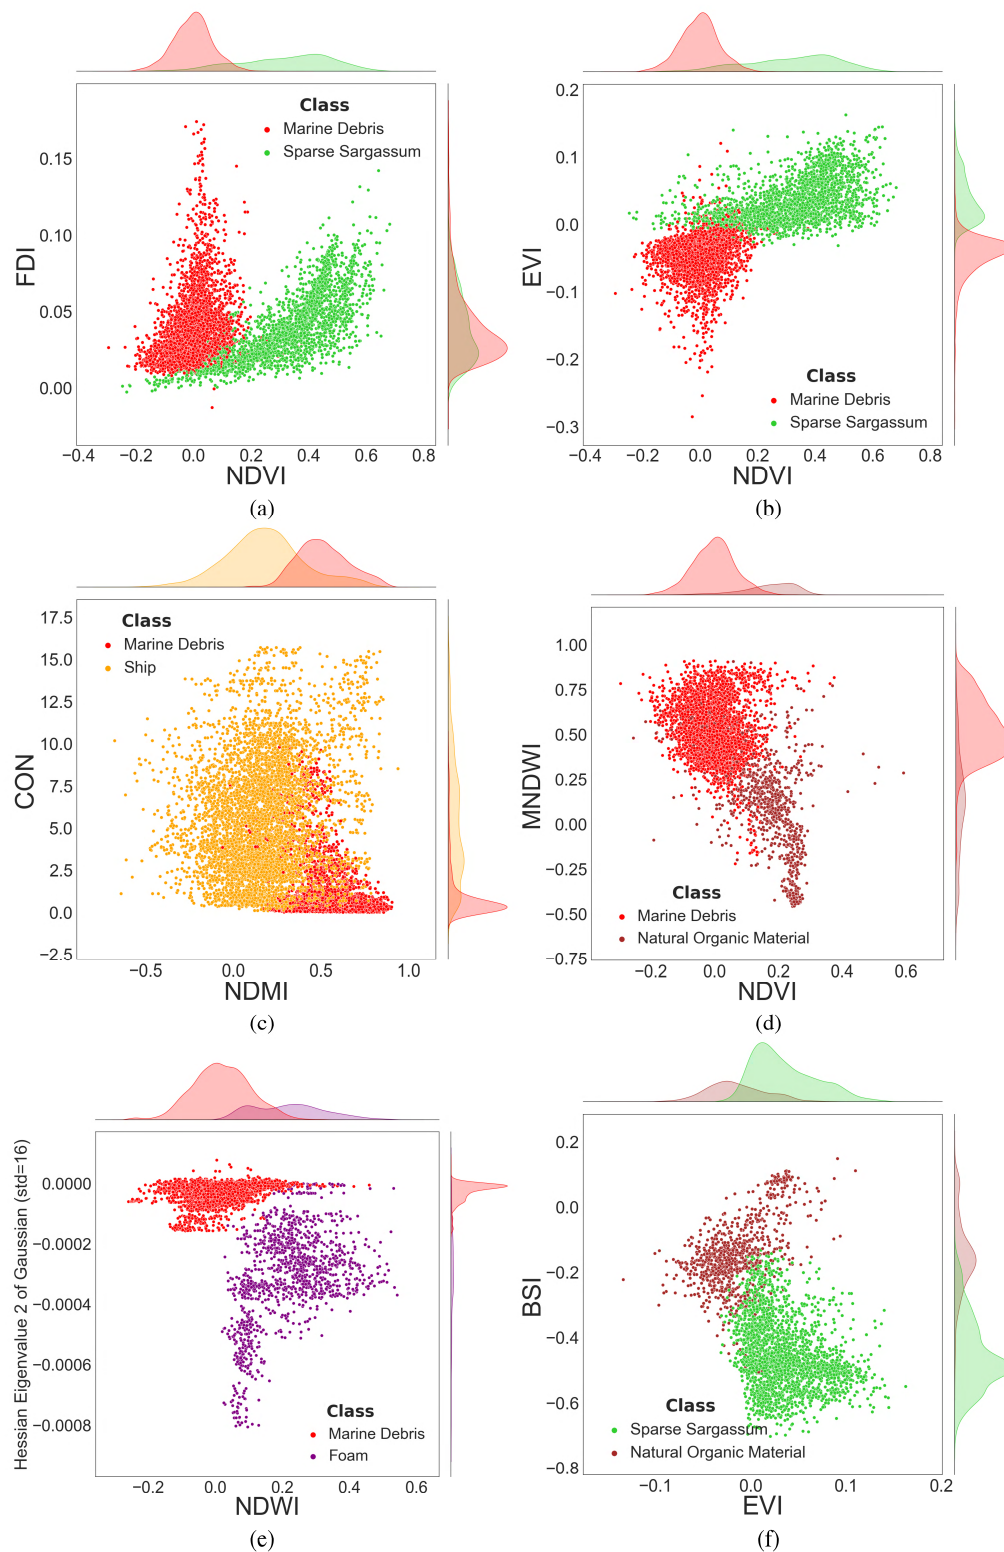 Class
Marine Debris
Sparse Sargassum
FDI
0.15
0.10
0.05
0.00
−0.4 −0.2 0.0 0.2 0.4 0.6 0.8
NDVI
(a)
0.2
0.1
0.0
−0.1
−0.2
−0.3
EVI
Class
Marine Debris
Sparse Sargassum
−0.4 −0.2 0.0 0.2 0.4 0.6 0.8
NDVI
(b)
17.5
15.0
12.5
10.0
7.5
5.0
2.5
0.0
−2.5
CON
Class
Marine Debris
Ship
−0.5 0.0 0.5 1.0
NDMI
(c)
1.00
0.75
0.50
0.25
0.00
−0.25
−0.50
−0.75
MNDWI
Class
Marine Debris
Natural Organic Material
−0.2 0.0 0.2 0.4 0.6
NDVI
(d)
Hessian Eigenvalue 2 of Gaussian (std=16)
0.0000
−0.0002
−0.0004
−0.0006
−0.0008
Class
Marine Debris
Foam
−0.2 0.0 0.2 0.4 0.6
NDWI
(e)
0.2
0.0
−0.2
−0.4
−0.6
−0.8
BSI
Class
Sparse Sargassum
Natural Organic Material
−0.1 0.0 0.1 0.2
EVI
(f)